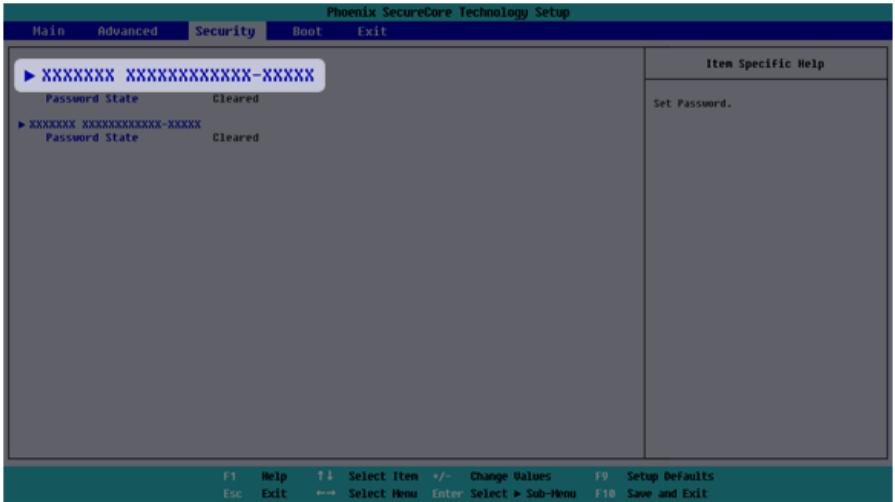 Phoenix SecureCore Technology Setup
Main Advanced Security Boot Exit
Item Specific Help
▶ XXXXXXX XXXXXXXXXXXX-XXXXX
Password State Cleared
Set Password.
▶ XXXXXXX XXXXXXXXXXXX-XXXXX
Password State Cleared
F1 Help ↑↓ Select Item +/- Change Values F9 Setup Defaults
Esc Exit ←→ Select Menu Enter Select ▶ Sub-Menu F10 Save and Exit